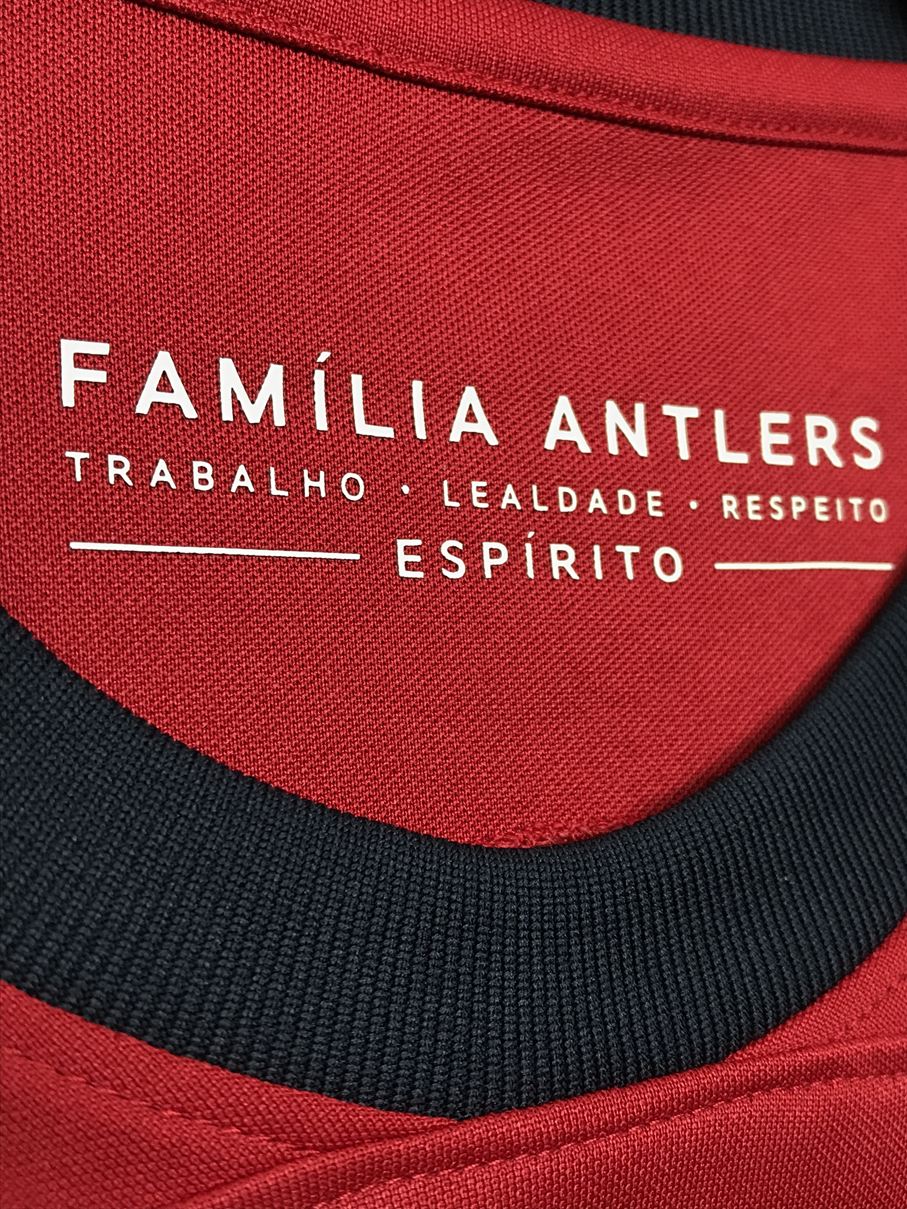 FAMÍLIA ANTLERS
TRABALHO · LEALDADE · RESPEITO
ESPÍRITO